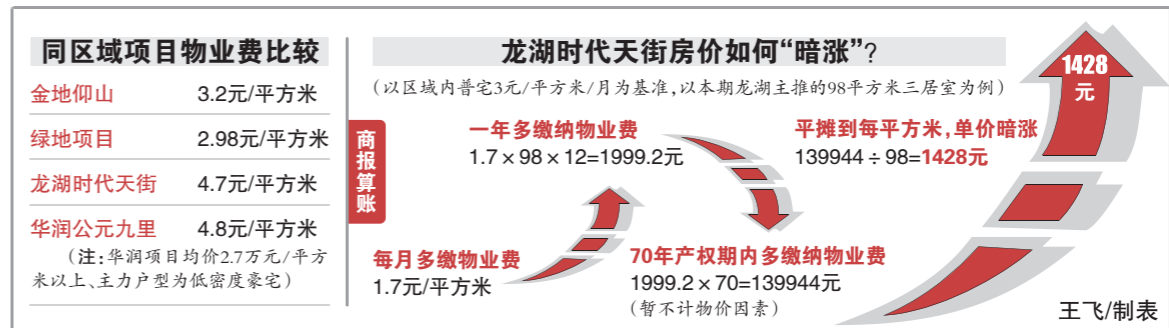 同区域项目物业费比较
金地仰山 3.2元/平方米
绿地项目 2.98元/平方米
龙湖时代天街 4.7元/平方米
华润公元九里 4.8元/平方米
(注:华润项目均价2.7万元/平方
米以上、主力户型为低密度豪宅)
商报算账
龙湖时代天街房价如何“暗涨”?
(以区域内普宅3元/平方米/月为基准,以本期龙湖主推的98平方米三居室为例)
每月多缴物业费
1.7元/平方米
一年多缴纳物业费
1.7×98×12=1999.2元
70年产权期内多缴纳物业费
1999.2×70=139944元
(暂不计物价因素)
平摊到每平方米,单价暗涨
139944÷98=1428元
1428
元
王飞/制表